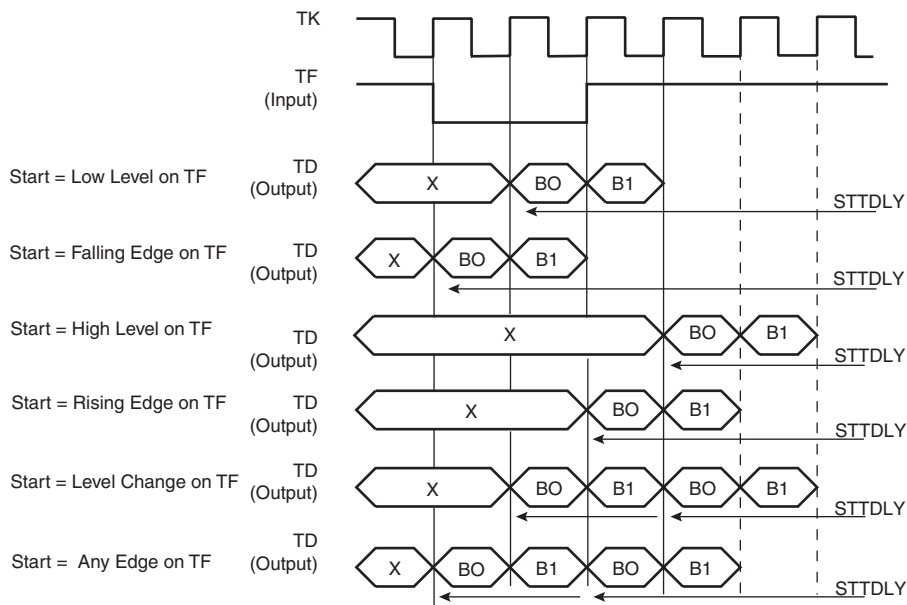 TK
TF
(Input)
Start = Low Level on TF
TD
(Output)
X
BO
B1
STTDLY
Start = Falling Edge on TF
TD
(Output)
X
BO
B1
STTDLY
Start = High Level on TF
TD
(Output)
X
BO
B1
STTDLY
Start = Rising Edge on TF
TD
(Output)
X
BO
B1
STTDLY
Start = Level Change on TF
TD
(Output)
X
BO
B1
BO
B1
STTDLY
Start = Any Edge on TF
TD
(Output)
X
BO
B1
BO
B1
STTDLY